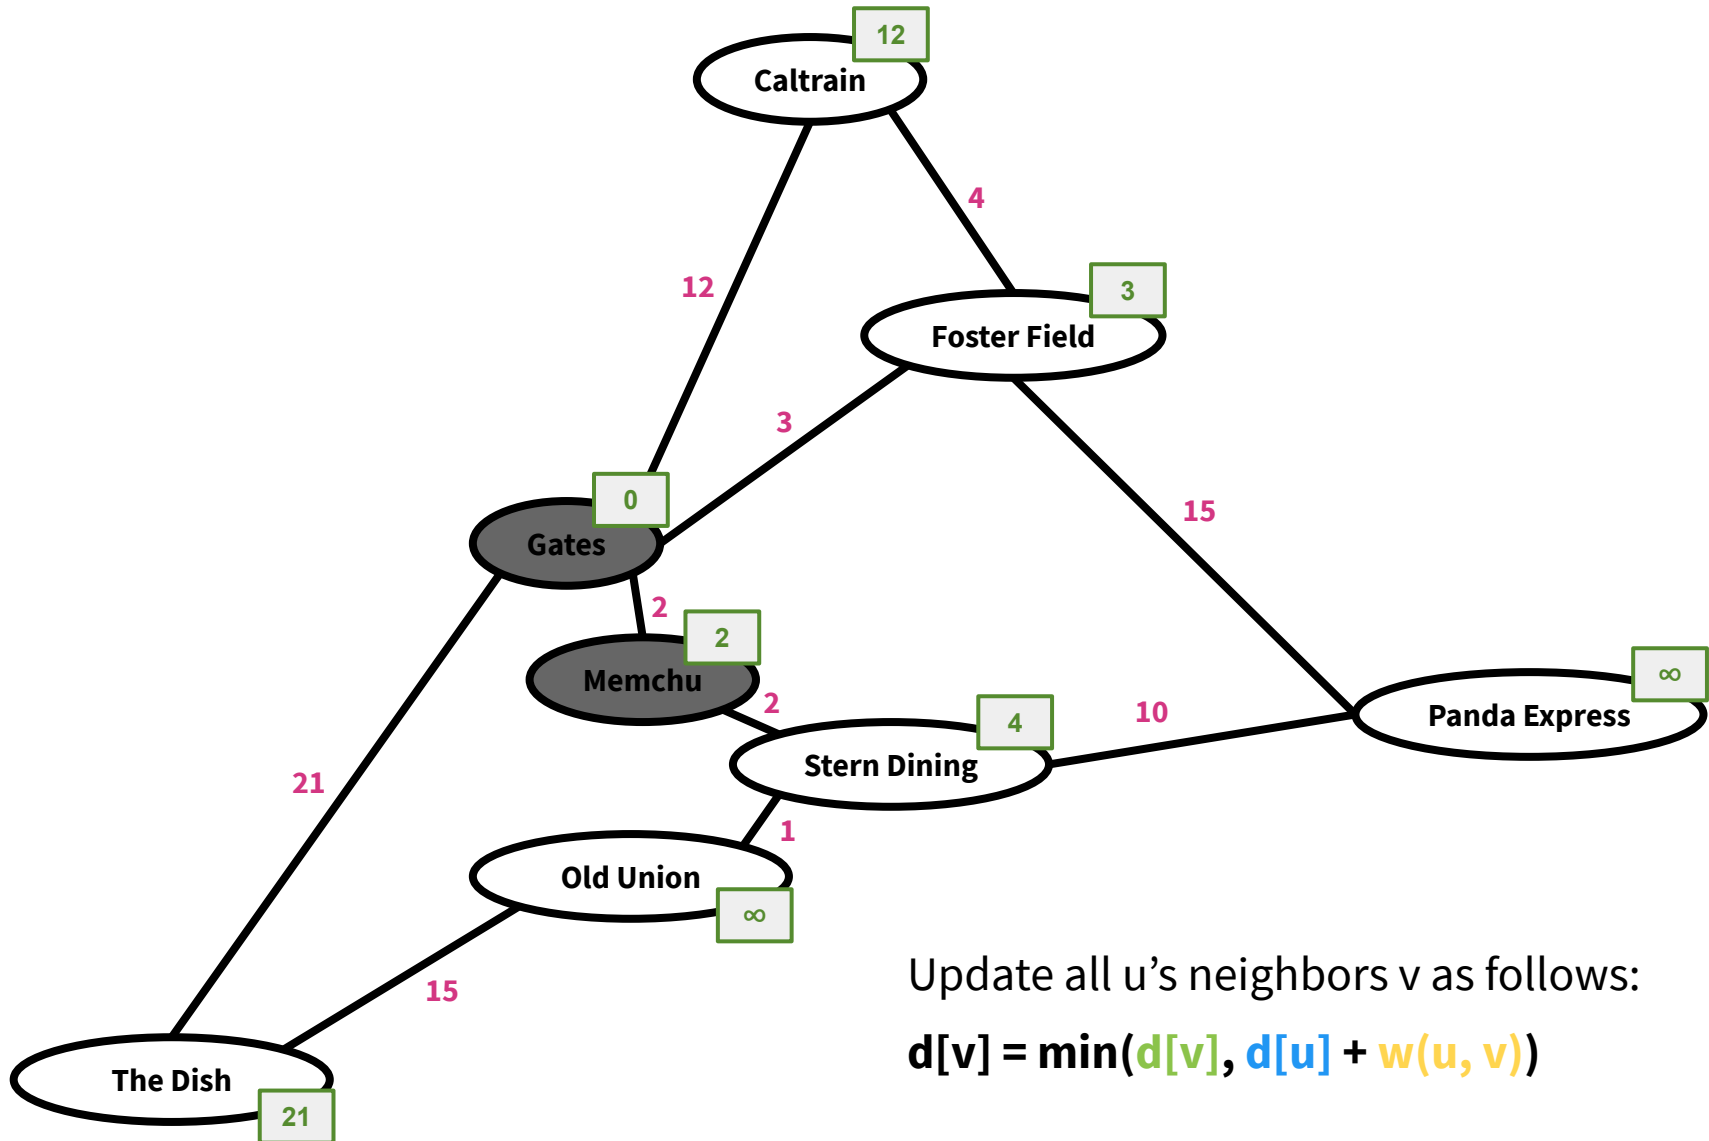 12
Caltrain
4
12
3
Foster Field
3
15
0
Gates
2
2
Memchu
2
4
10
∞
Panda Express
Stern Dining
21
1
Old Union
∞
15
Update all u’s neighbors v as follows:
d[v] = min(d[v], d[u] + w(u, v))
The Dish
21